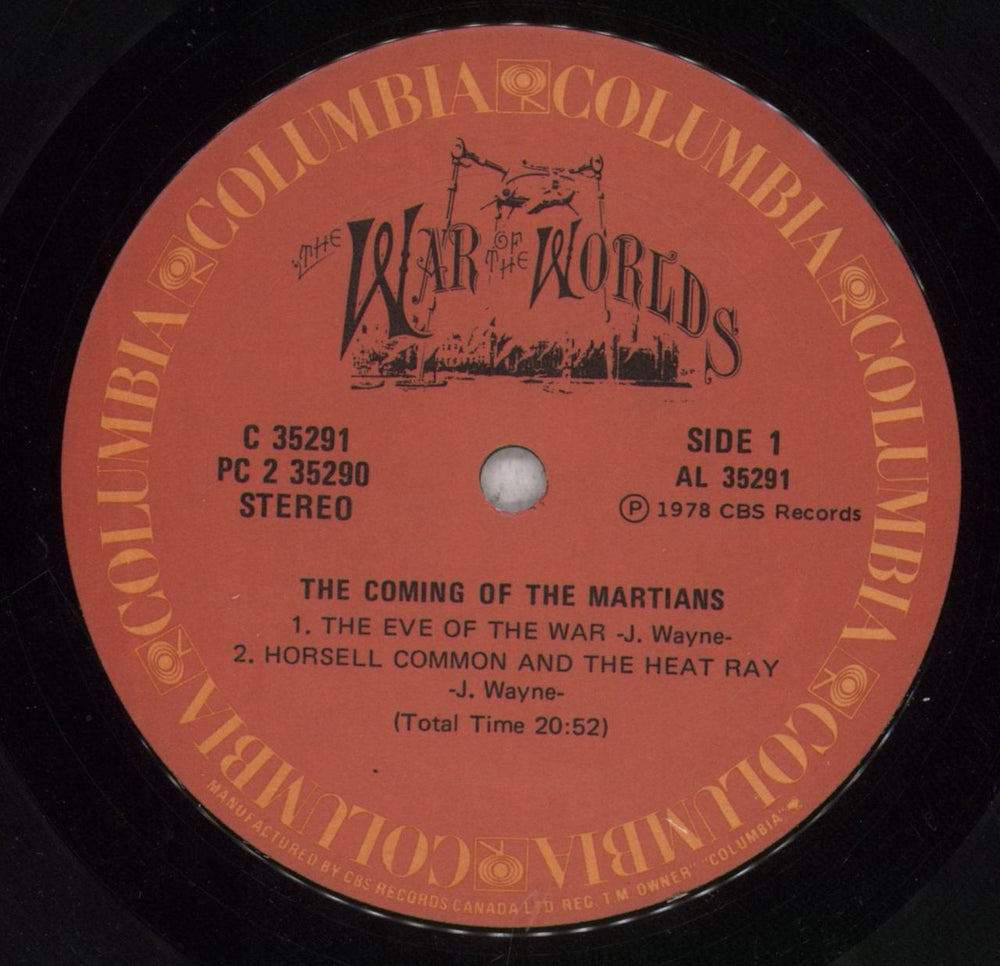 COLUMBIA COLUMBIA COLUMBIA COLUMBIA COLUMBIA COLUMBIA
THE WAR OF THE WORLDS
C 35291
PC 2 35290
STEREO
SIDE 1
AL 35291
Ⓟ 1978 CBS Records
THE COMING OF THE MARTIANS
1. THE EVE OF THE WAR -J. Wayne-
2. HORSELL COMMON AND THE HEAT RAY
-J. Wayne-
(Total Time 20:52)
MANUFACTURED BY CBS RECORDS CANADA LTD. REG. T.M. OWNER "COLUMBIA"